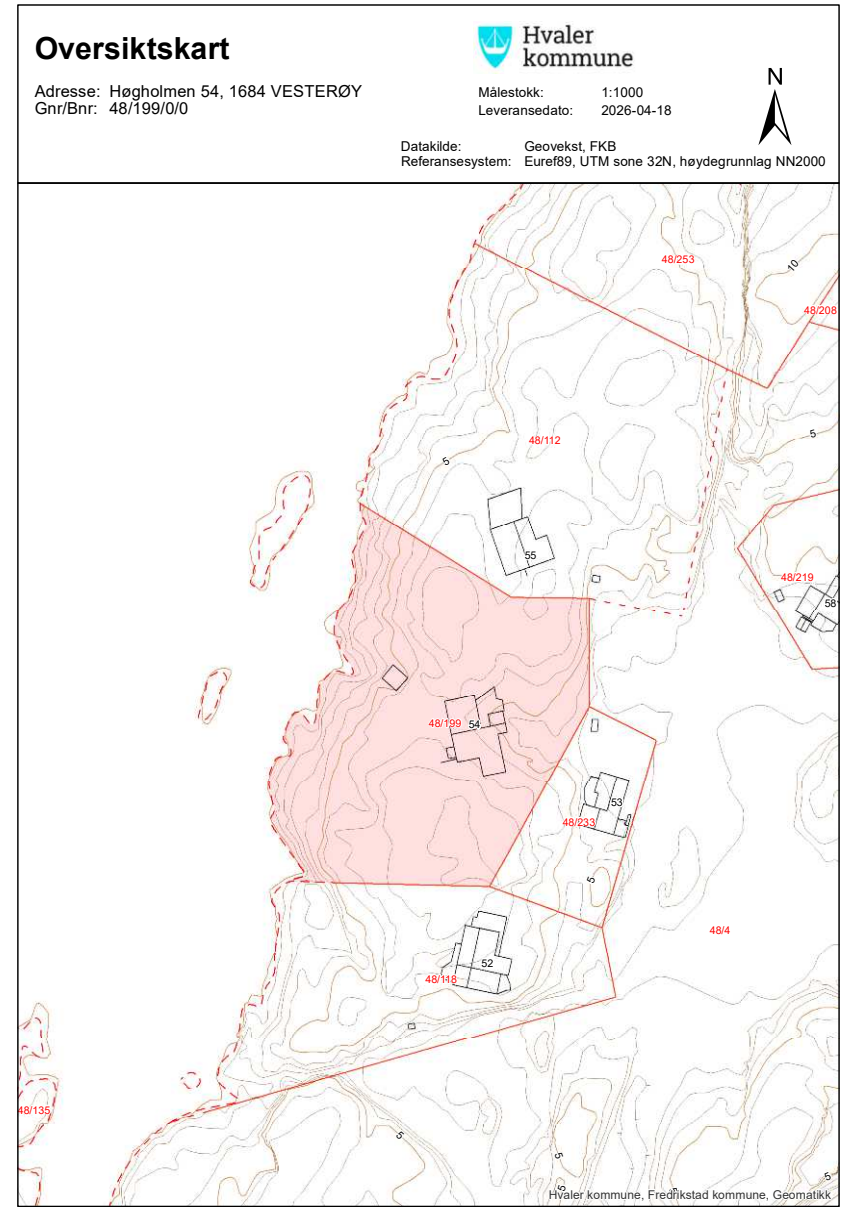 Oversiktskart
Hvaler
kommune
Adresse: Høgholmen 54, 1684 VESTERØY
Gnr/Bnr: 48/199/0/0
Målestokk: 1:1000
Leveransedato: 2026-04-18
N
Datakilde: Geovekst, FKB
Referansesystem: Euref89, UTM sone 32N, høydegrunnlag NN2000
48/253
10
48/208
5
48/112
5
55
48/219
58
48/199 54
53
48/233
5
48/4
52
48/118
48/135
5
5
5
5
Hvaler kommune, Fredrikstad kommune, Geomatikk